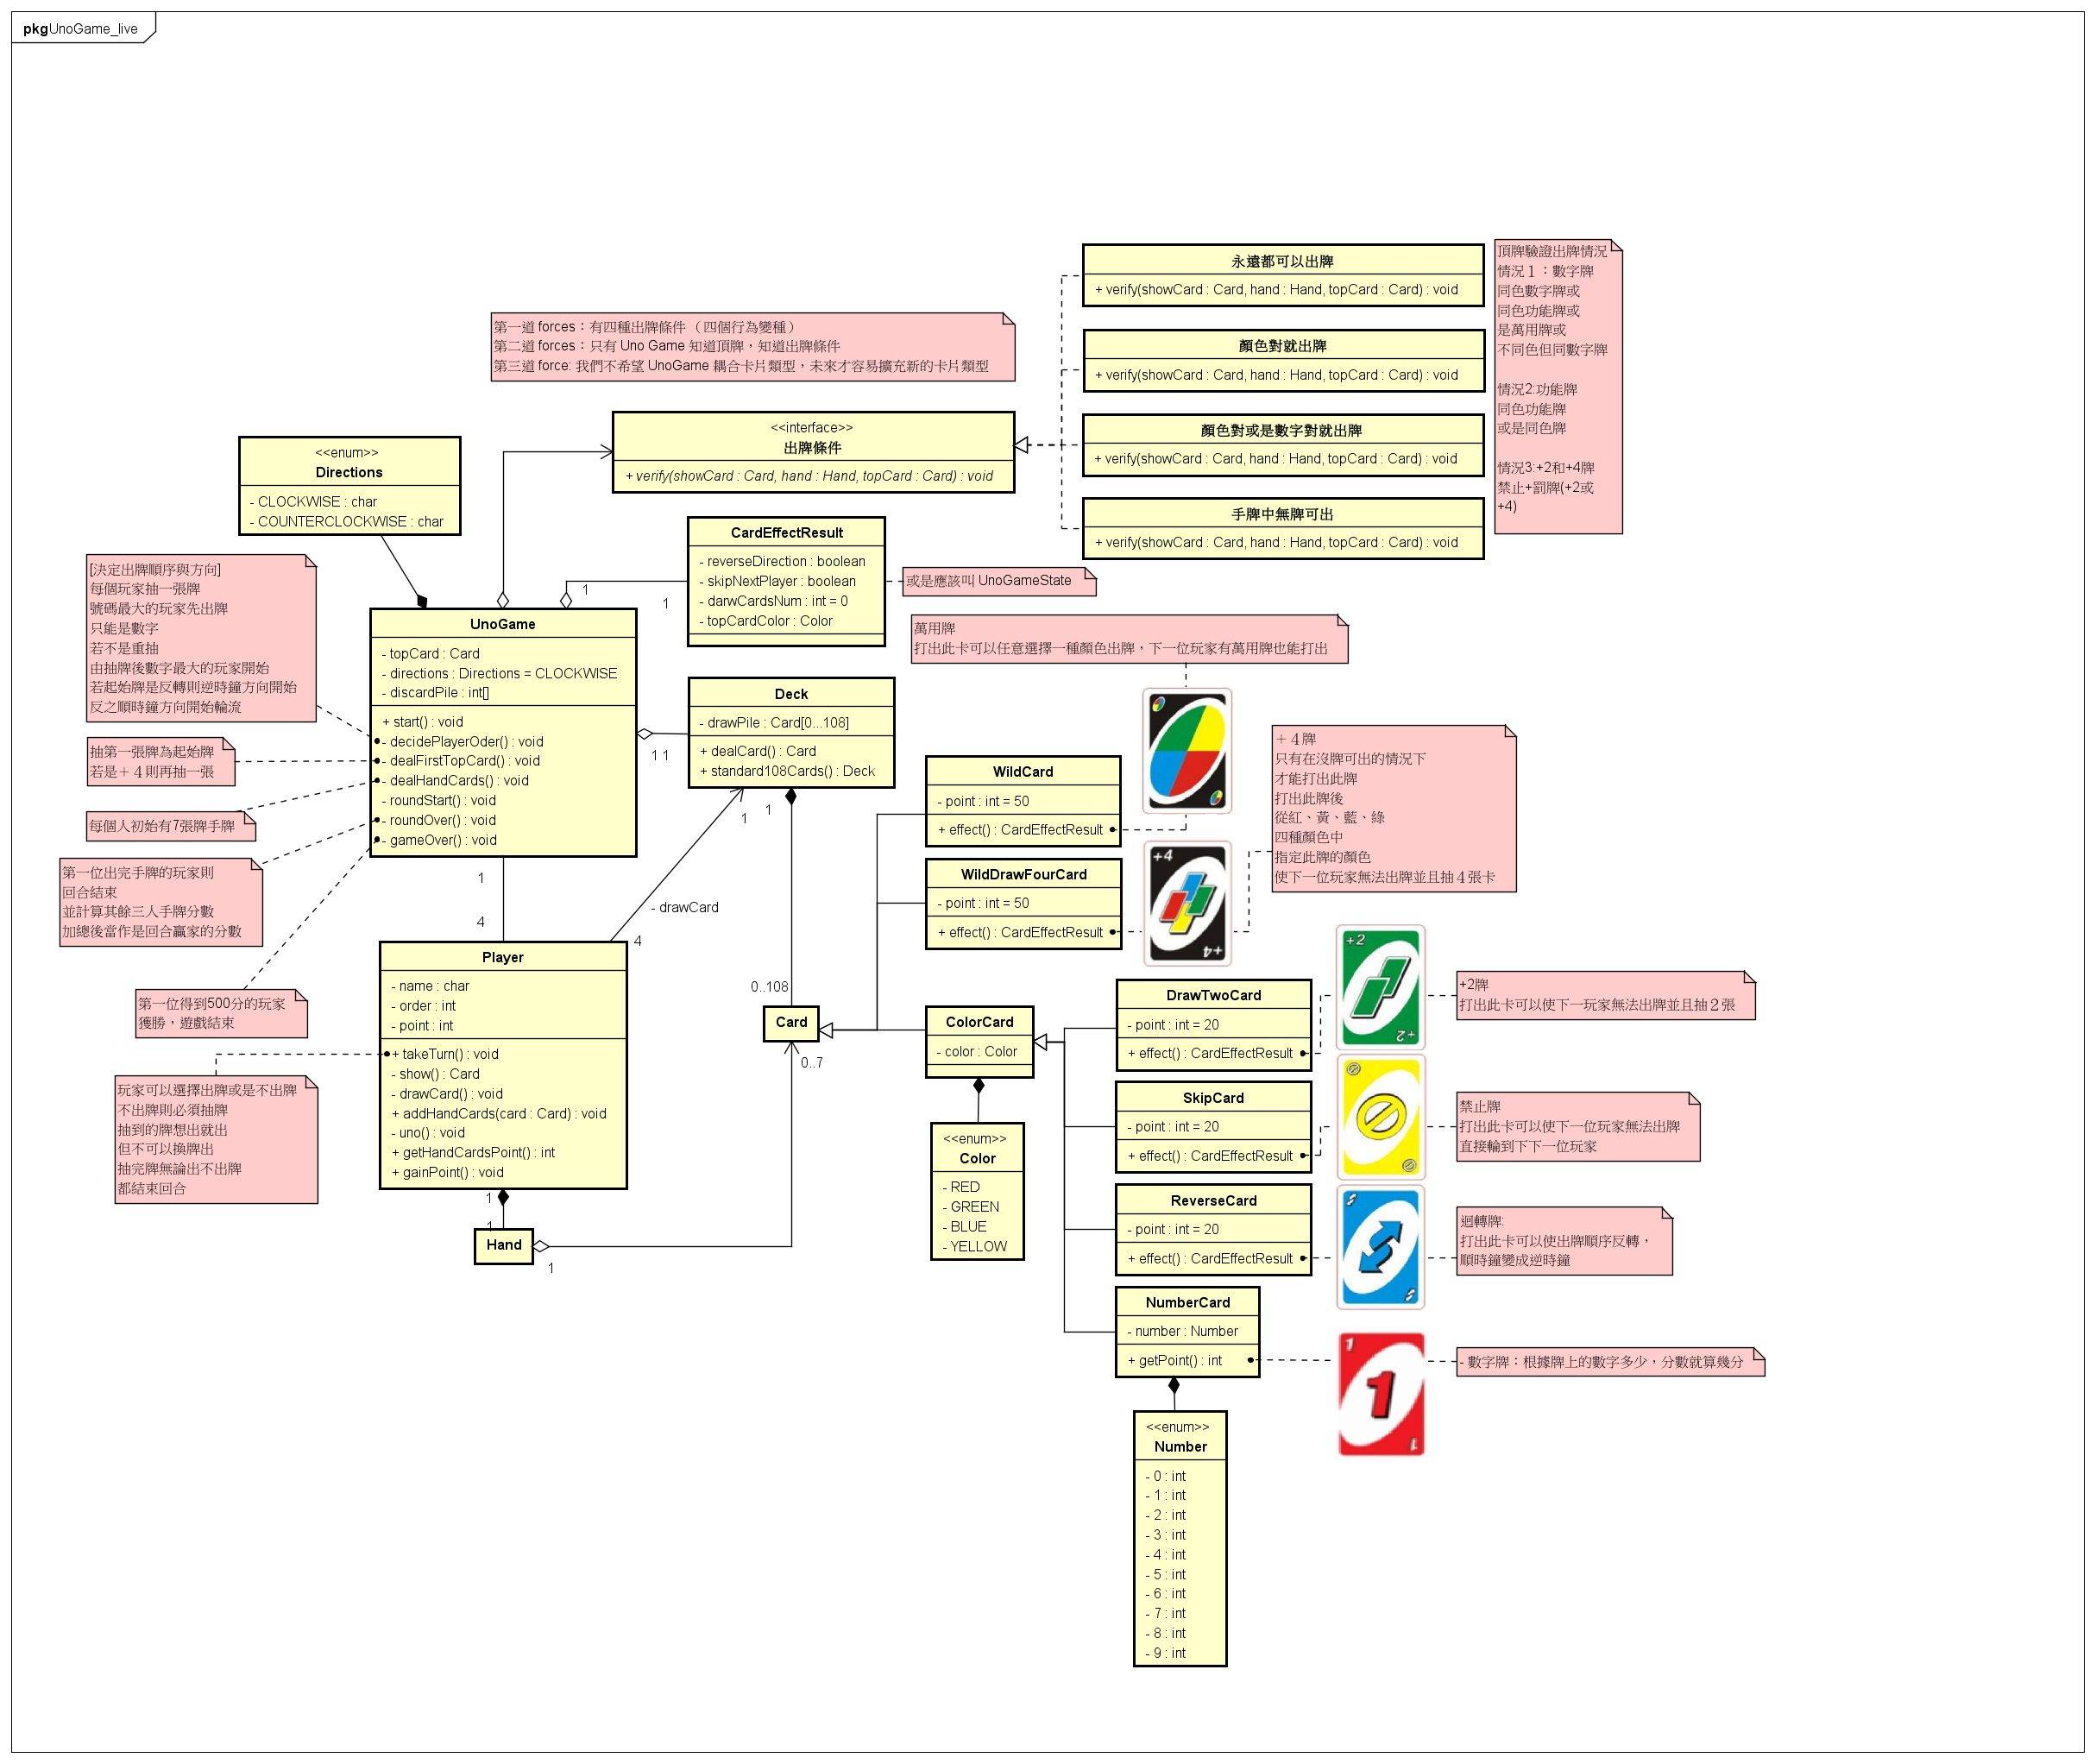 pkg UnoGame_live
永遠都可以出牌
+ verify(showCard : Card, hand : Hand, topCard : Card) : void
顏色對就出牌
+ verify(showCard : Card, hand : Hand, topCard : Card) : void
顏色對或是數字對就出牌
+ verify(showCard : Card, hand : Hand, topCard : Card) : void
手牌中無牌可出
+ verify(showCard : Card, hand : Hand, topCard : Card) : void
頂牌驗證出牌情況
情況１：數字牌
同色數字牌或
同色功能牌或
是萬用牌或
不同色但同數字牌
情況2:功能牌
同色功能牌
或是同色牌
情況3:+2和+4牌
禁止+罰牌(+2或
+4)
第一道 forces：有四種出牌條件（四個行為變種）
第二道 forces：只有 Uno Game 知道頂牌，知道出牌條件
第三道 force: 我們不希望 UnoGame 耦合卡片類型，未來才容易擴充新的卡片類型
<<interface>>
出牌條件
+ verify(showCard : Card, hand : Hand, topCard : Card) : void
<<enum>>
Directions
- CLOCKWISE : char
- COUNTERCLOCKWISE : char
CardEffectResult
- reverseDirection : boolean
- skipNextPlayer : boolean
- darwCardsNum : int = 0
- topCardColor : Color
或是應該叫 UnoGameState
1
1
[決定出牌順序與方向]
每個玩家抽一張牌
號碼最大的玩家先出牌
只能是數字
若不是重抽
由抽牌後數字最大的玩家開始
若起始牌是反轉則逆時鐘方向開始
反之順時鐘方向開始輪流
抽第一張牌為起始牌
若是＋４則再抽一張
每個人初始有7張牌手牌
第一位出完手牌的玩家則
回合結束
並計算其餘三人手牌分數
加總後當作是回合贏家的分數
第一位得到500分的玩家
獲勝，遊戲結束
UnoGame
- topCard : Card
- directions : Directions = CLOCKWISE
- discardPile : int[]
+ start() : void
- decidePlayerOder() : void
- dealFirstTopCard() : void
- dealHandCards() : void
- roundStart() : void
- roundOver() : void
- gameOver() : void
Deck
- drawPile : Card[0...108]
+ dealCard() : Card
+ standard108Cards() : Deck
1 1
1
1
1
4
- drawCard
4
萬用牌
打出此卡可以任意選擇一種顏色出牌，下一位玩家有萬用牌也能打出
WildCard
- point : int = 50
+ effect() : CardEffectResult
WildDrawFourCard
- point : int = 50
+ effect() : CardEffectResult
+4
+4
＋４牌
只有在沒牌可出的情況下
才能打出此牌
打出此牌後
從紅、黃、藍、綠
四種顏色中
指定此牌的顏色
使下一位玩家無法出牌並且抽４張卡
Player
- name : char
- order : int
- point : int
+ takeTurn() : void
- show() : Card
- drawCard() : void
+ addHandCards(card : Card) : void
- uno() : void
+ getHandCardsPoint() : int
+ gainPoint() : void
玩家可以選擇出牌或是不出牌
不出牌則必須抽牌
抽到的牌想出就出
但不可以換牌出
抽完牌無論出不出牌
都結束回合
1
1
Hand
1
0..108
Card
0..7
ColorCard
- color : Color
<<enum>>
Color
- RED
- GREEN
- BLUE
- YELLOW
DrawTwoCard
- point : int = 20
+ effect() : CardEffectResult
+2
+2
+2牌
打出此卡可以使下一玩家無法出牌並且抽２張
SkipCard
- point : int = 20
+ effect() : CardEffectResult
禁止牌
打出此卡可以使下一位玩家無法出牌
直接輪到下下一位玩家
ReverseCard
- point : int = 20
+ effect() : CardEffectResult
迴轉牌:
打出此卡可以使出牌順序反轉，
順時鐘變成逆時鐘
NumberCard
- number : Number
+ getPoint() : int
1
1
1
- 數字牌：根據牌上的數字多少，分數就算幾分
<<enum>>
Number
- 0 : int
- 1 : int
- 2 : int
- 3 : int
- 4 : int
- 5 : int
- 6 : int
- 7 : int
- 8 : int
- 9 : int